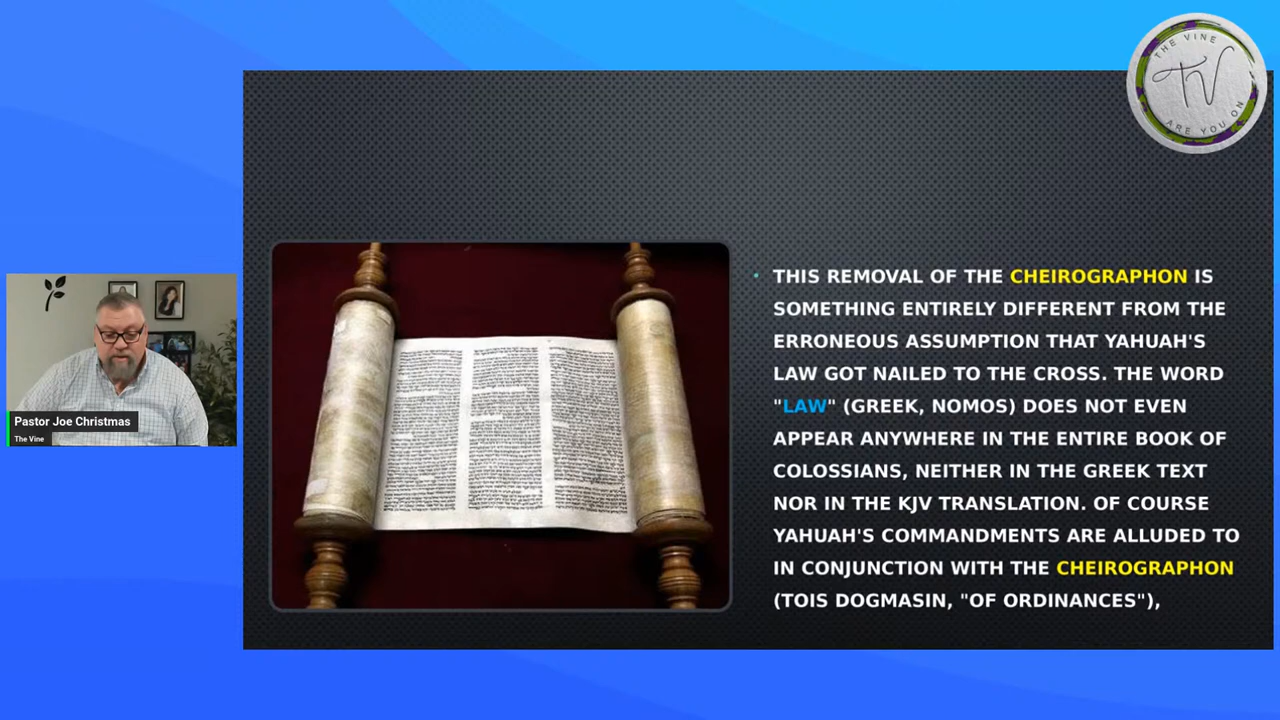 THE VINE
TV
ARE YOU ON
THIS REMOVAL OF THE CHEIROGRAPHON IS
SOMETHING ENTIRELY DIFFERENT FROM THE
ERRONEOUS ASSUMPTION THAT YAHUAH'S
LAW GOT NAILED TO THE CROSS. THE WORD
"LAW" (GREEK, NOMOS) DOES NOT EVEN
APPEAR ANYWHERE IN THE ENTIRE BOOK OF
COLOSSIANS, NEITHER IN THE GREEK TEXT
NOR IN THE KJV TRANSLATION. OF COURSE
YAHUAH'S COMMANDMENTS ARE ALLUDED TO
IN CONJUNCTION WITH THE CHEIROGRAPHON
(TOIS DOGMASIN, "OF ORDINANCES"),
Pastor Joe Christmas
The Vine